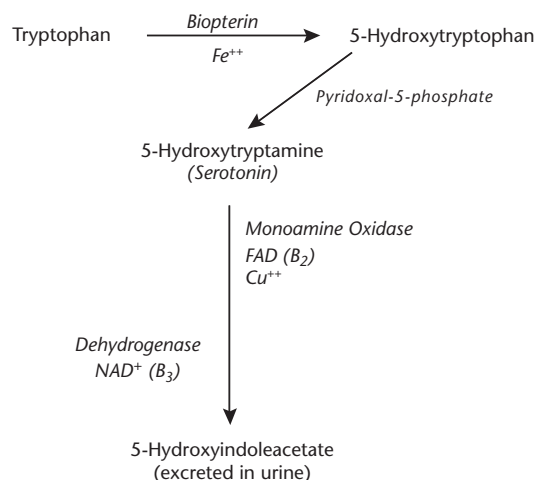 Tryptophan
Biopterin
Fe⁺⁺
5-Hydroxytryptophan
Pyridoxal-5-phosphate
5-Hydroxytryptamine
(Serotonin)
Monoamine Oxidase
FAD (B₂)
Cu⁺⁺
Dehydrogenase
NAD⁺ (B₃)
5-Hydroxyindoleacetate
(excreted in urine)